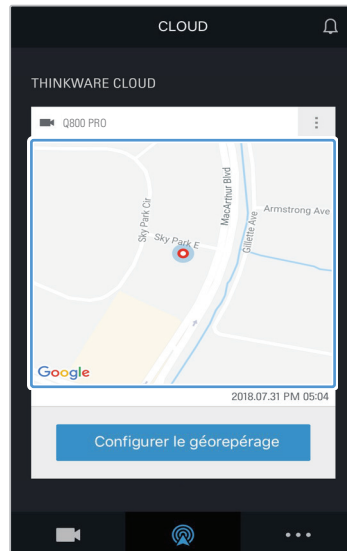 CLOUD
THINKWARE CLOUD
Q800 PRO
Sky Park Cir
MacArthur Blvd
Gillette Ave
Armstrong Ave
Sky Park E
Google
2018.07.31 PM 05:04
Configurer le géorepérage